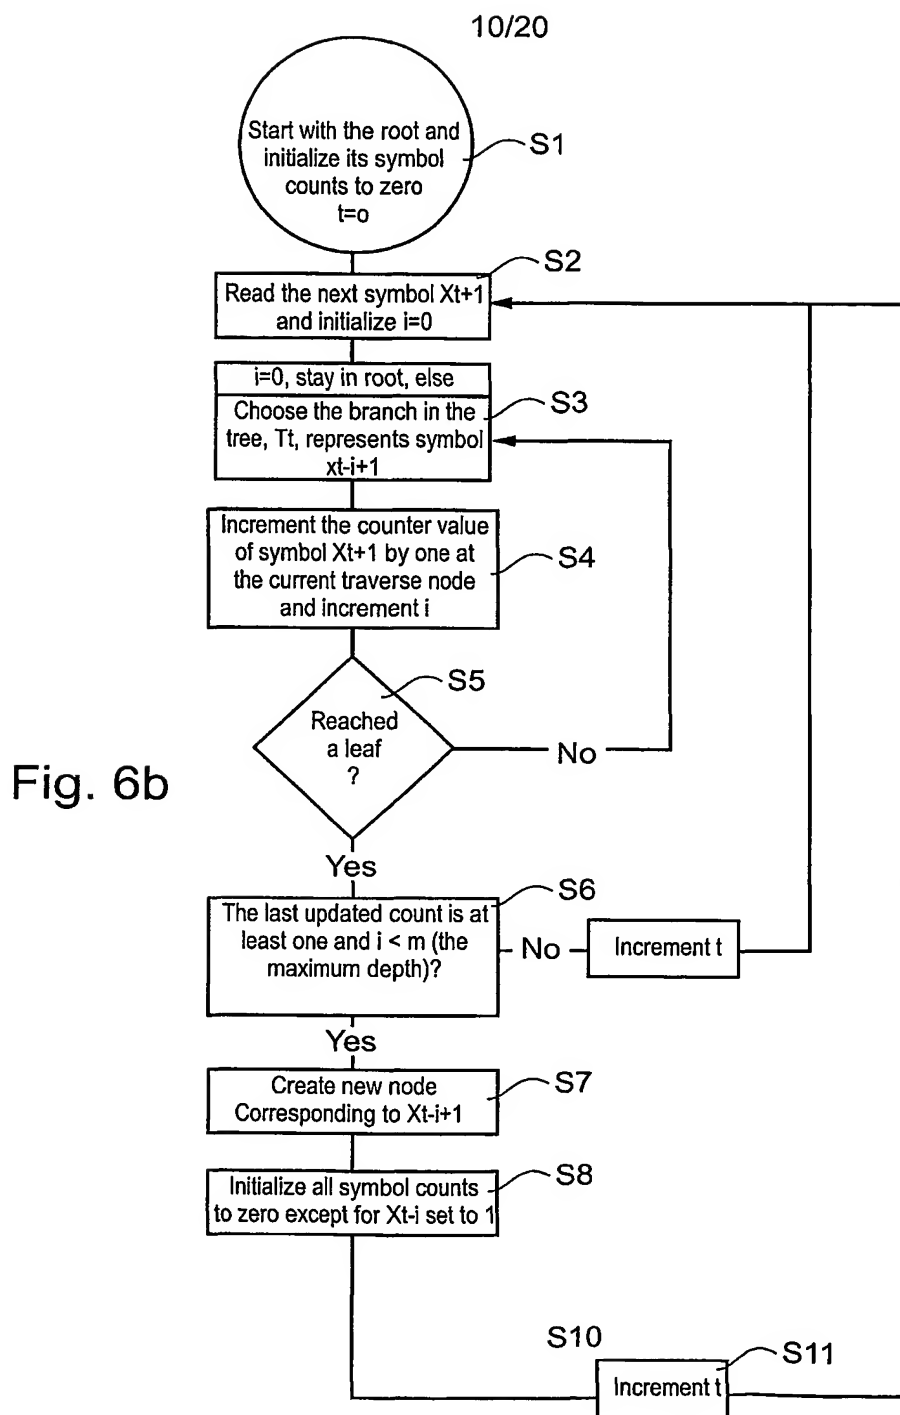 10/20
Start with the root and
initialize its symbol
counts to zero
t=o
S1
S2
Read the next symbol Xt+1
and initialize i=0
i=0, stay in root, else
S3
Choose the branch in the
tree, Tt, represents symbol
xt-i+1
Increment the counter value
of symbol Xt+1 by one at
the current traverse node
and increment i
S4
S5
Reached
a leaf
?
No
Fig. 6b
Yes
S6
The last updated count is at
least one and i < m (the
maximum depth)?
No
Increment t
Yes
S7
Create new node
Corresponding to Xt-i+1
S8
Initialize all symbol counts
to zero except for Xt-i set to 1
S10
S11
Increment t